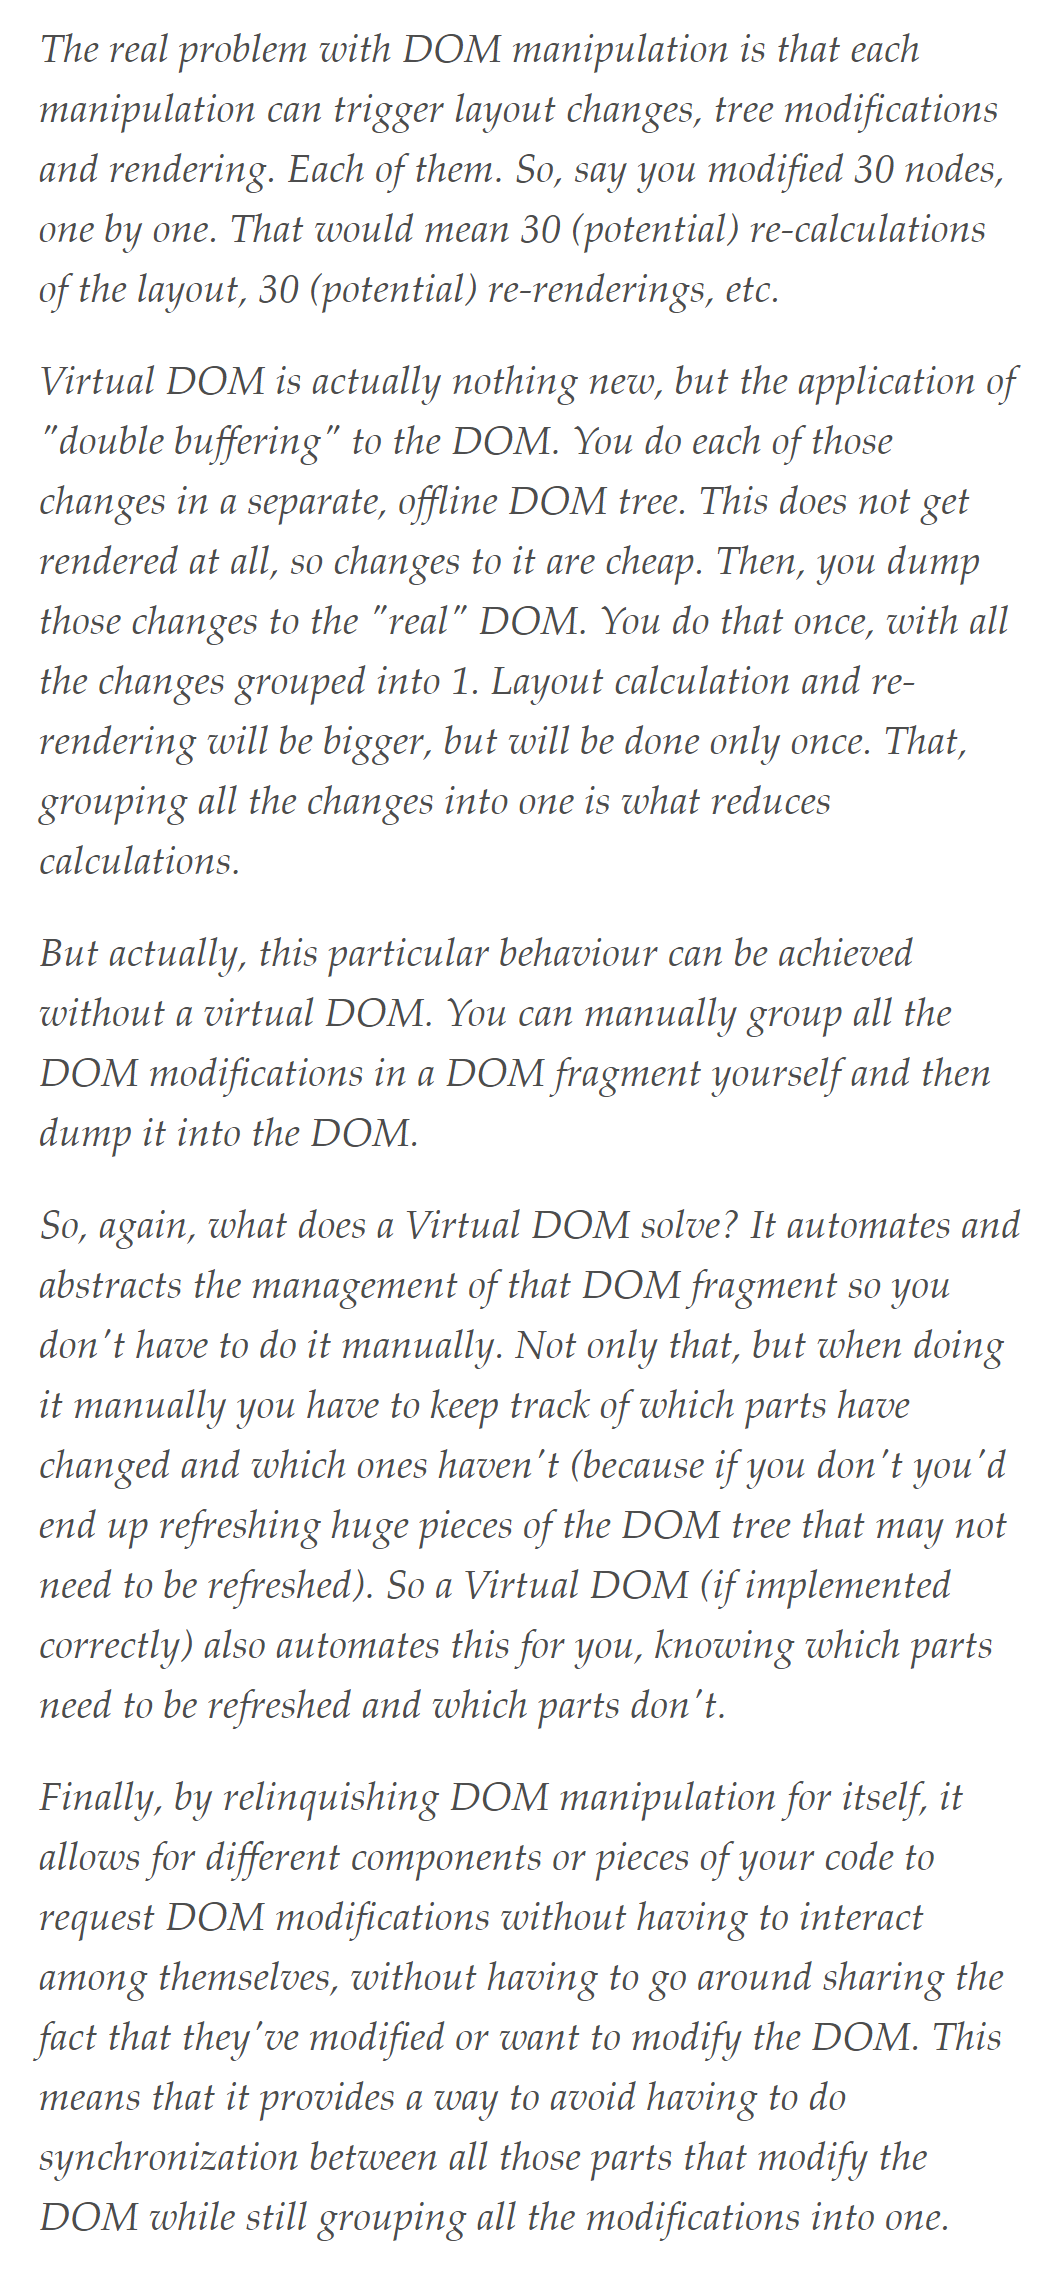 The real problem with DOM manipulation is that each
manipulation can trigger layout changes, tree modifications
and rendering. Each of them. So, say you modified 30 nodes,
one by one. That would mean 30 (potential) re-calculations
of the layout, 30 (potential) re-renderings, etc.
Virtual DOM is actually nothing new, but the application of
"double buffering" to the DOM. You do each of those
changes in a separate, offline DOM tree. This does not get
rendered at all, so changes to it are cheap. Then, you dump
those changes to the "real" DOM. You do that once, with all
the changes grouped into 1. Layout calculation and re-
rendering will be bigger, but will be done only once. That,
grouping all the changes into one is what reduces
calculations.
But actually, this particular behaviour can be achieved
without a virtual DOM. You can manually group all the
DOM modifications in a DOM fragment yourself and then
dump it into the DOM.
So, again, what does a Virtual DOM solve? It automates and
abstracts the management of that DOM fragment so you
don't have to do it manually. Not only that, but when doing
it manually you have to keep track of which parts have
changed and which ones haven't (because if you don't you'd
end up refreshing huge pieces of the DOM tree that may not
need to be refreshed). So a Virtual DOM (if implemented
correctly) also automates this for you, knowing which parts
need to be refreshed and which parts don't.
Finally, by relinquishing DOM manipulation for itself, it
allows for different components or pieces of your code to
request DOM modifications without having to interact
among themselves, without having to go around sharing the
fact that they've modified or want to modify the DOM. This
means that it provides a way to avoid having to do
synchronization between all those parts that modify the
DOM while still grouping all the modifications into one.